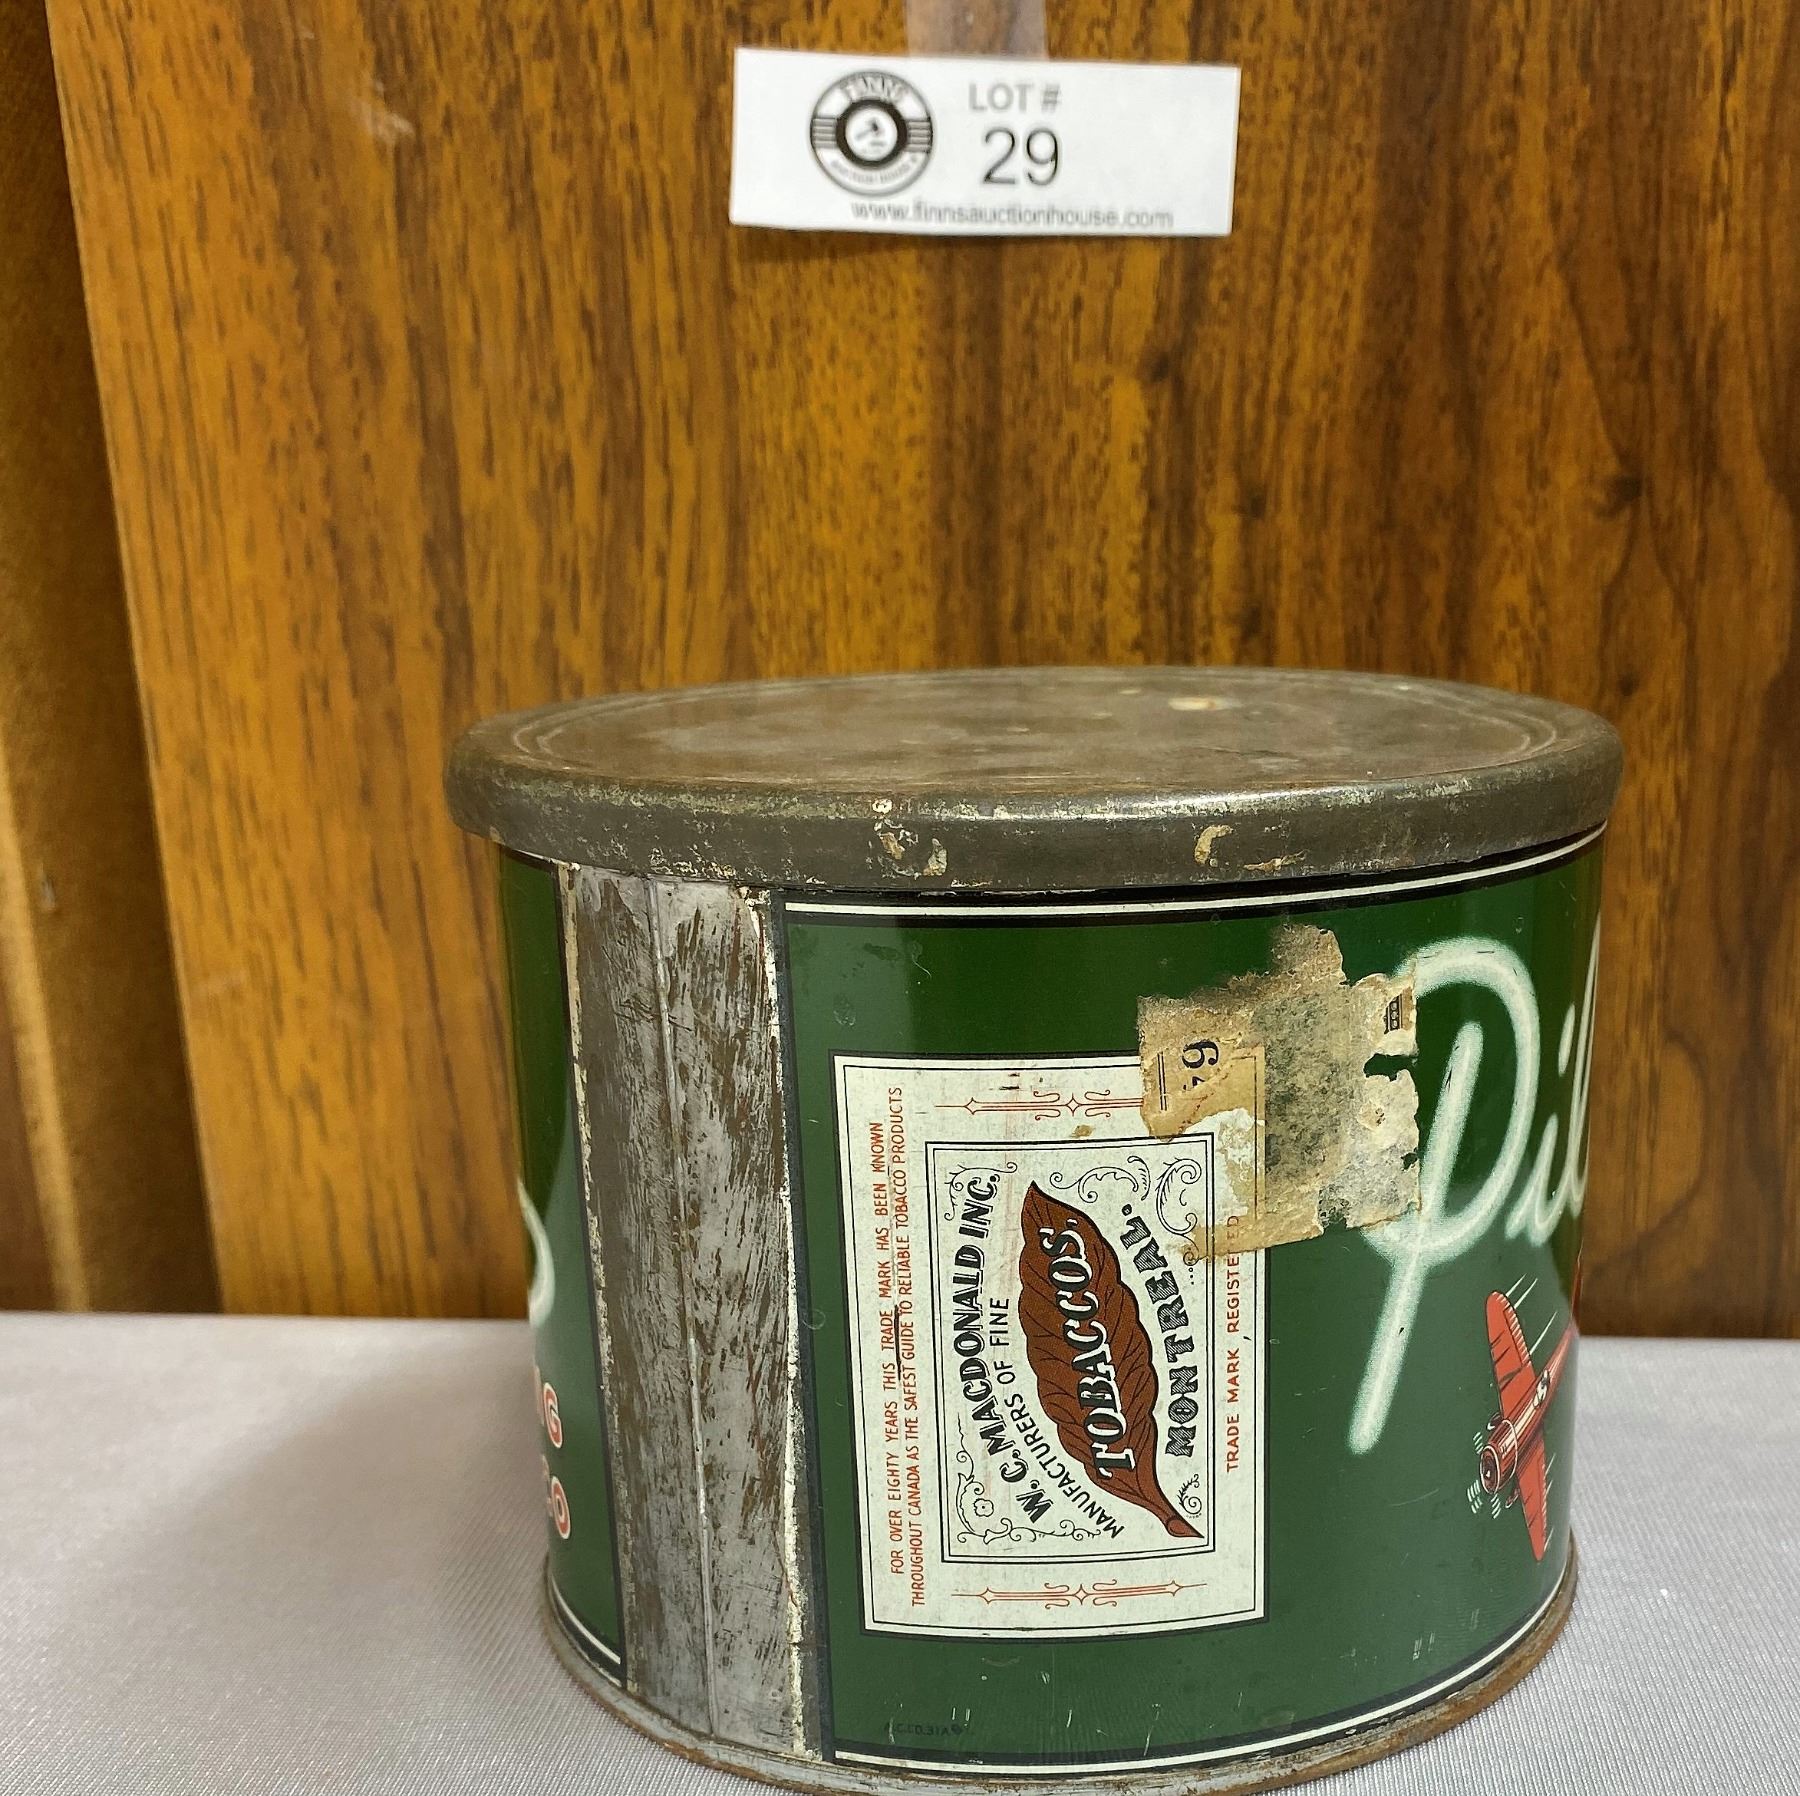 FINNS
LOT #
29
www.finnsauctionhouse.com
FOR OVER EIGHTY YEARS THIS TRADE MARK HAS BEEN KNOWN
THROUGHOUT CANADA AS THE SAFEST GUIDE TO RELIABLE TOBACCO PRODUCTS
W.C. MACDONALD INC.
MANUFACTURERS OF FINE
TOBACCOS.
MONTREAL.
TRADE MARK, REGISTERED
Pil